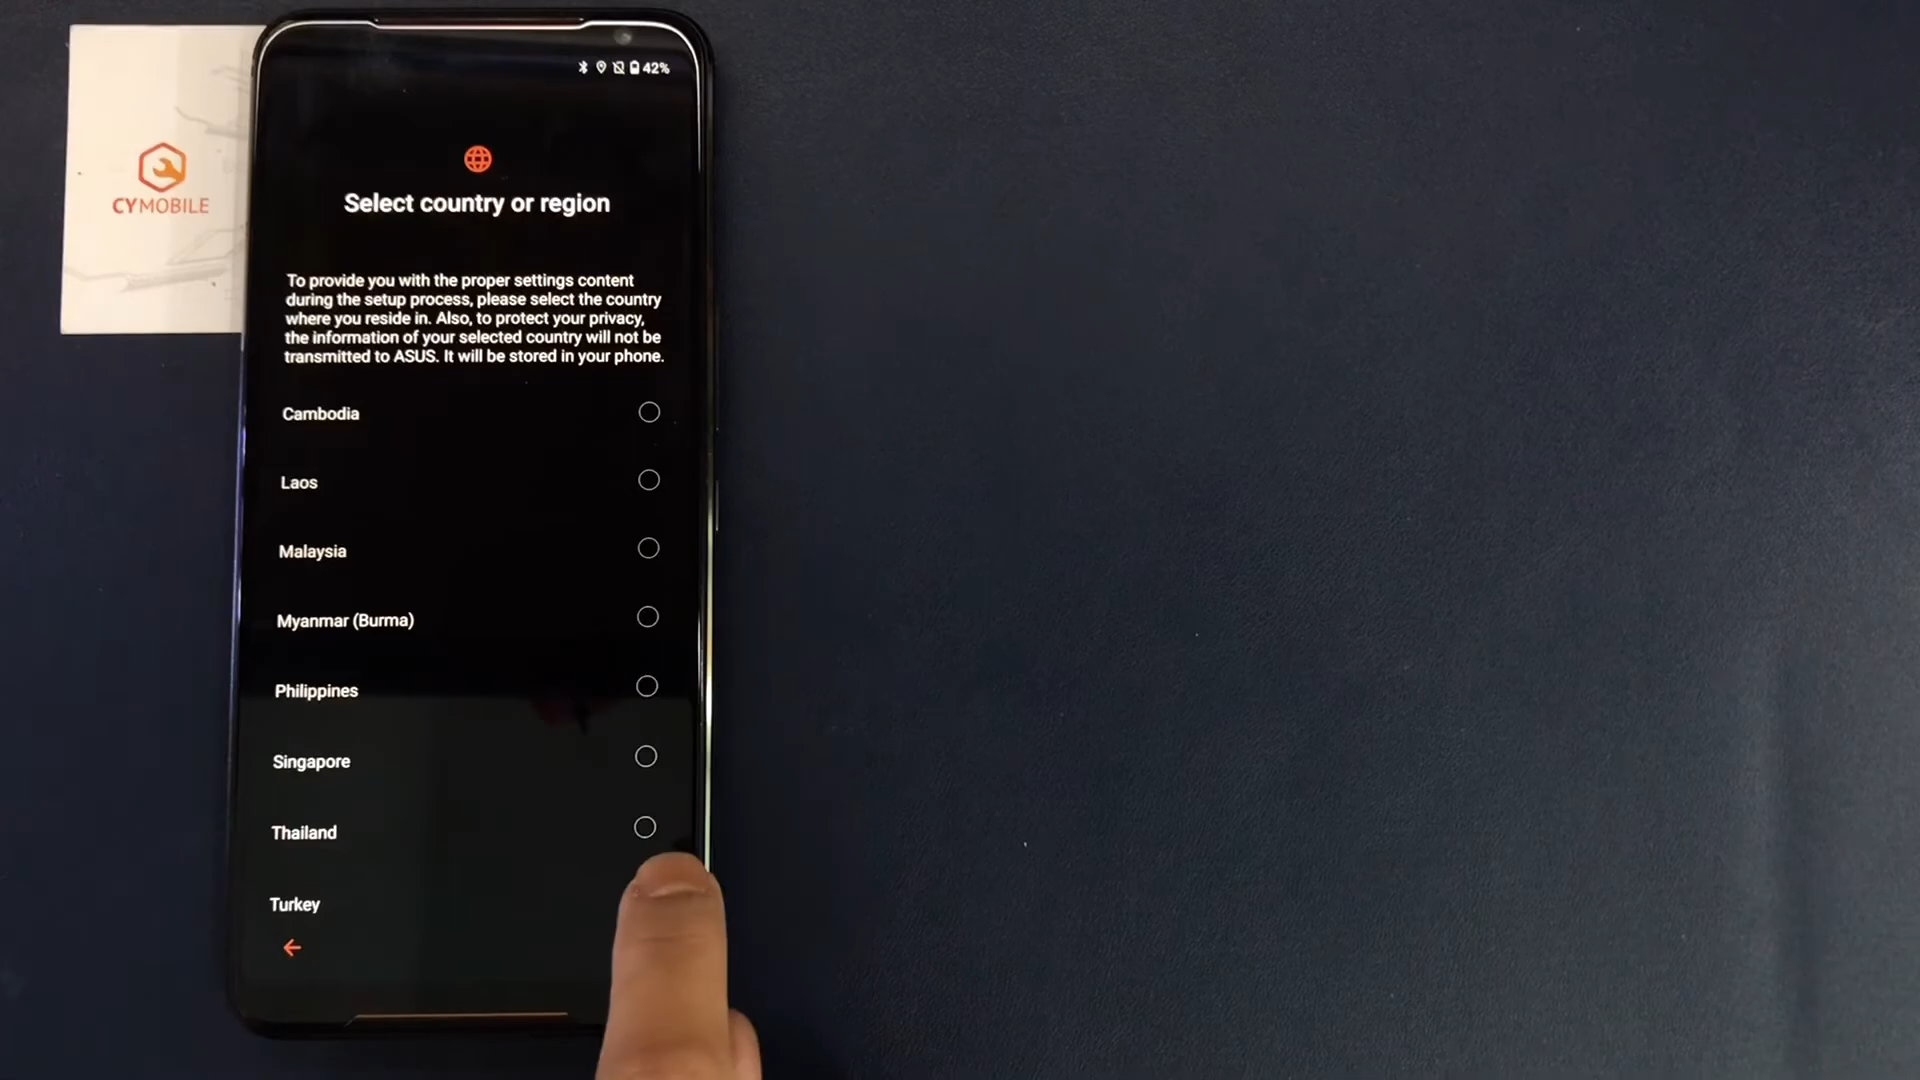 42%
CYMOBILE
Select country or region
To provide you with the proper settings content
during the setup process, please select the country
where you reside in. Also, to protect your privacy,
the information of your selected country will not be
transmitted to ASUS. It will be stored in your phone.
Cambodia
Laos
Malaysia
Myanmar (Burma)
Philippines
Singapore
Thailand
Turkey